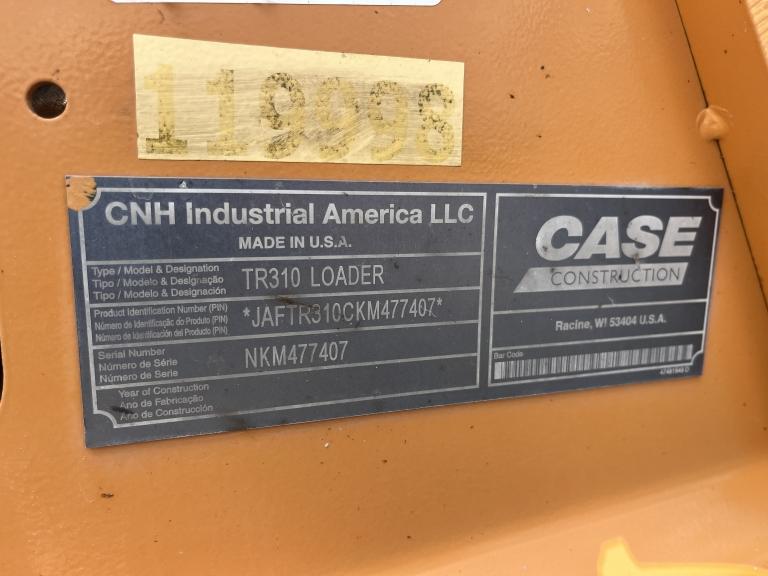 119998
CNH Industrial America LLC
MADE IN U.S.A.
Type / Model & Designation
Tipo / Modelo & Designação
Tipo / Modelo & Designación
TR310 LOADER
Product Identification Number (PIN)
Número de Identificação do Produto (PIN)
Número de Identificación del Producto (PIN)
*JAFTR310CKM477407*
Serial Number
Número de Série
Número de Serie
NKM477407
Year of Construction
Ano de Fabricação
Año de Construcción
CASE
CONSTRUCTION
Racine, WI 53404 U.S.A.
Bar Code